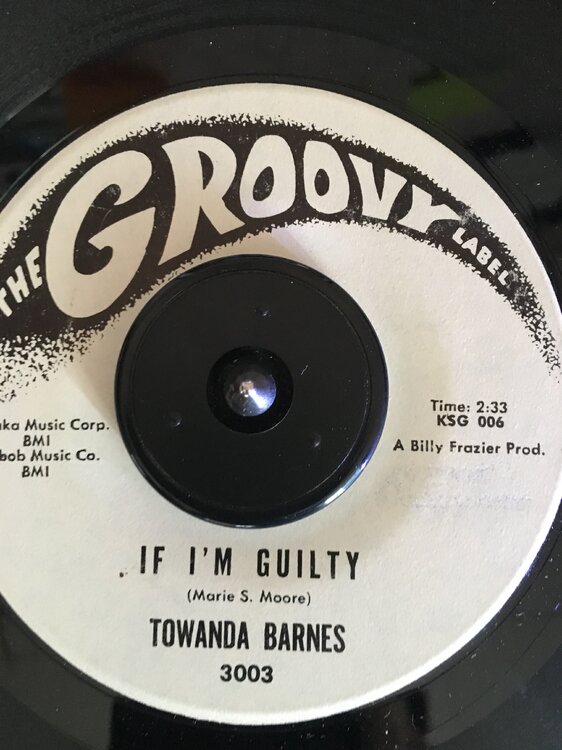 THE GROOVY LABEL
Music Corp.
BMI
Music Co.
BMI
Time: 2:33
KSG 006
A Billy Frazier Prod.
IF I'M GUILTY
(Marie S. Moore)
TOWANDA BARNES
3003